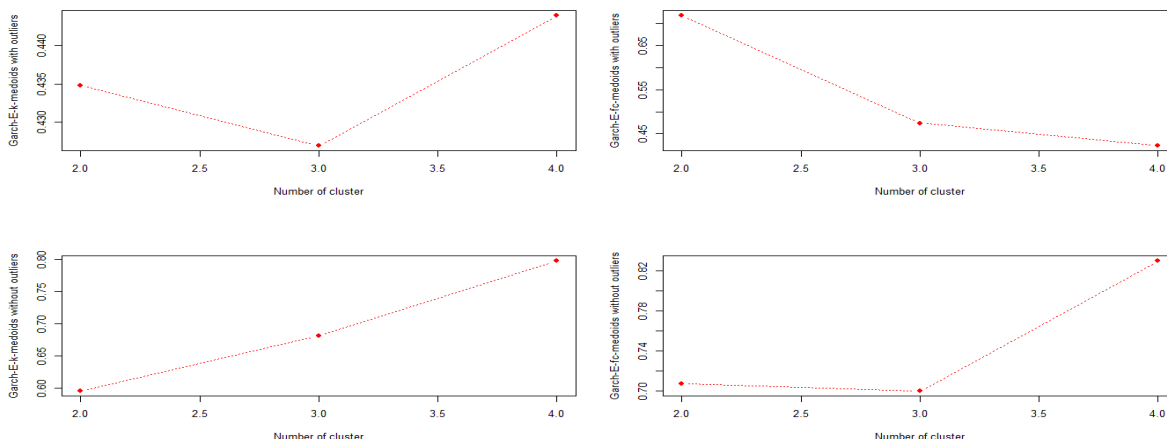 Garch-E-k-medoids with outliers
0.440
0.435
0.430
2.0 2.5 3.0 3.5 4.0
Number of cluster
Garch-E-fc-medoids with outliers
0.65
0.55
0.45
2.0 2.5 3.0 3.5 4.0
Number of cluster
Garch-E-k-medoids without outliers
0.80
0.75
0.70
0.65
0.60
2.0 2.5 3.0 3.5 4.0
Number of cluster
Garch-E-fc-medoids without outliers
0.82
0.78
0.74
0.70
2.0 2.5 3.0 3.5 4.0
Number of cluster